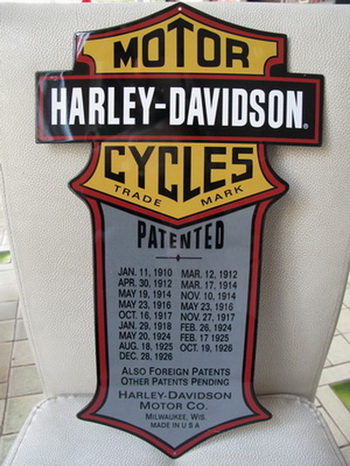 MOTOR
HARLEY-DAVIDSON®
CYCLES
TRADE MARK
PATENTED
JAN. 11, 1910 MAR. 12, 1912
APR. 30, 1912 MAR. 17, 1914
MAY 19, 1914 NOV. 10, 1914
MAY 23, 1916 MAY 23, 1916
OCT. 16, 1917 NOV. 27, 1917
JAN. 29, 1918 FEB. 26, 1924
MAY 20, 1924 FEB. 17 1925
AUG. 18, 1925 OCT. 19, 1926
DEC. 28, 1926
ALSO FOREIGN PATENTS
OTHER PATENTS PENDING
HARLEY-DAVIDSON
MOTOR CO.
MILWAUKEE, WIS.
MADE IN U S A